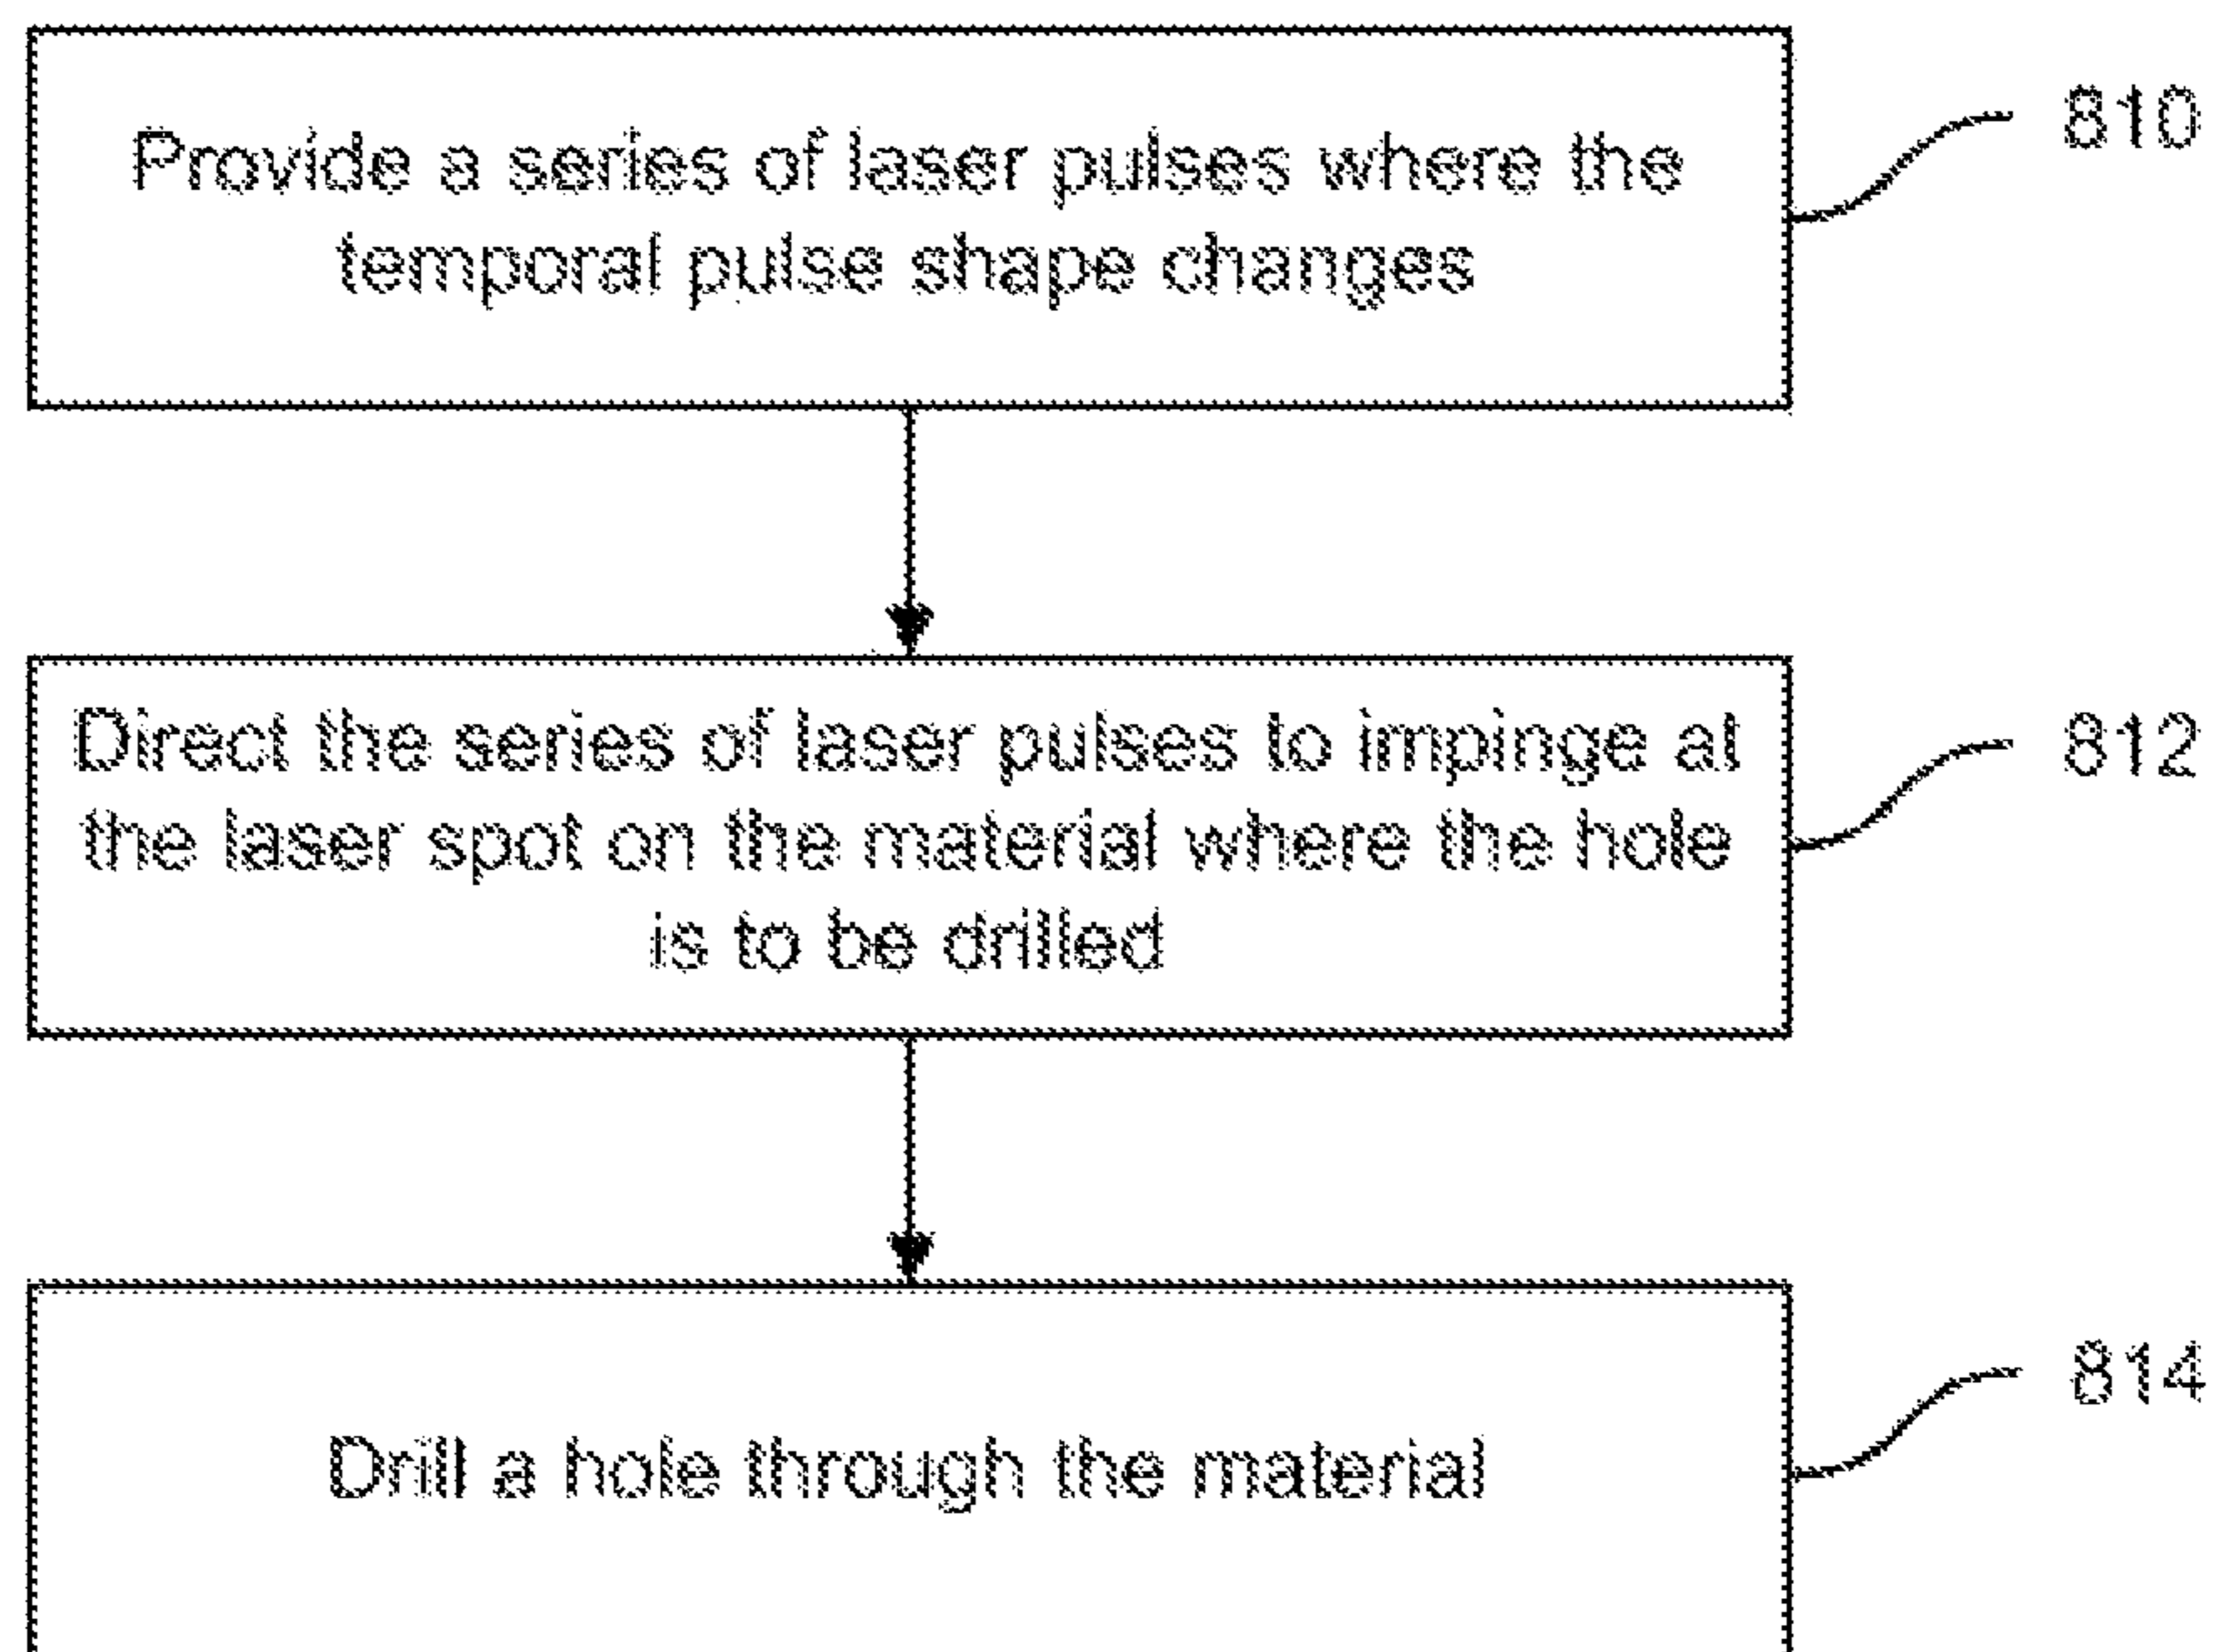 Provide a series of laser pulses where the
temporal pulse shape changes
810
Direct the series of laser pulses to impinge at
the laser spot on the material where the hole
is to be drilled
812
Drill a hole through the material
814